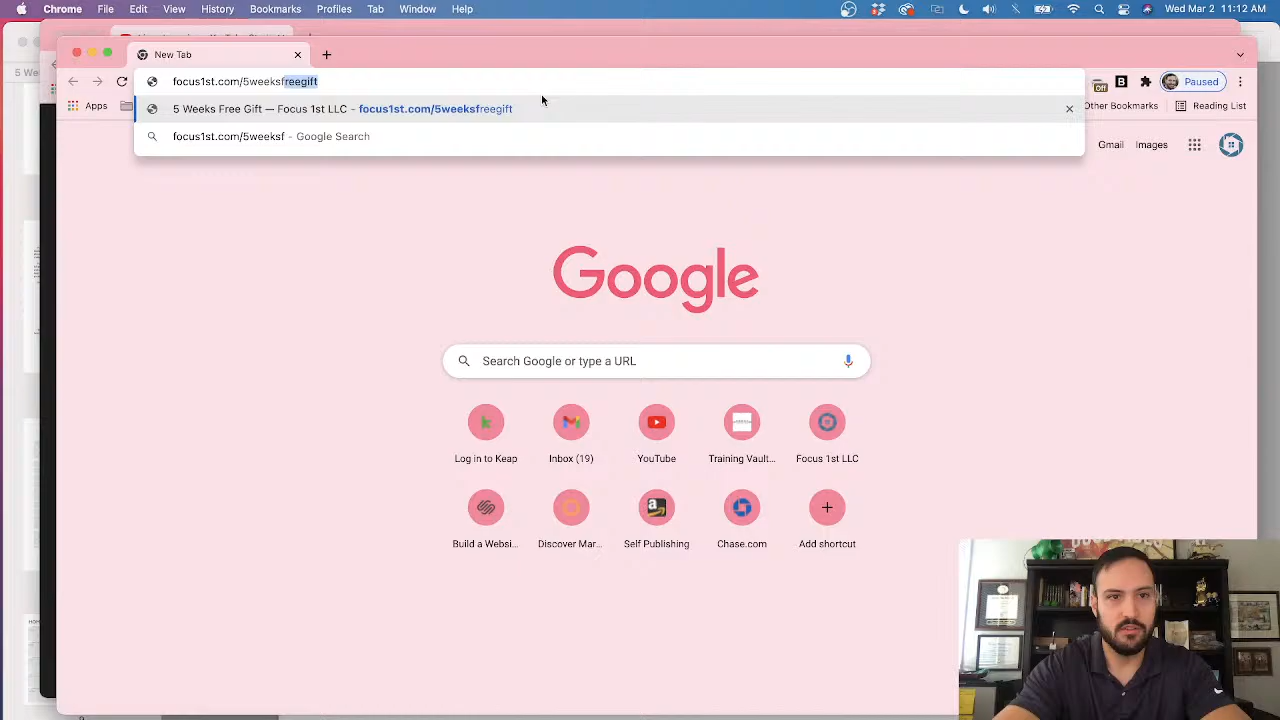 Chrome File Edit View History Bookmarks Profiles Tab Window Help Wed Mar 2 11:12 AM
New Tab
5 We
focus1st.com/5weeksfreegift Paused
Off B
Apps 5 Weeks Free Gift — Focus 1st LLC - focus1st.com/5weeksfreegift Other Bookmarks Reading List
focus1st.com/5weeksf - Google Search
Gmail Images
Google
Search Google or type a URL
Log in to Keap Inbox (19) YouTube Training Vault... Focus 1st LLC
Build a Websi... Discover Mar... Self Publishing Chase.com Add shortcut